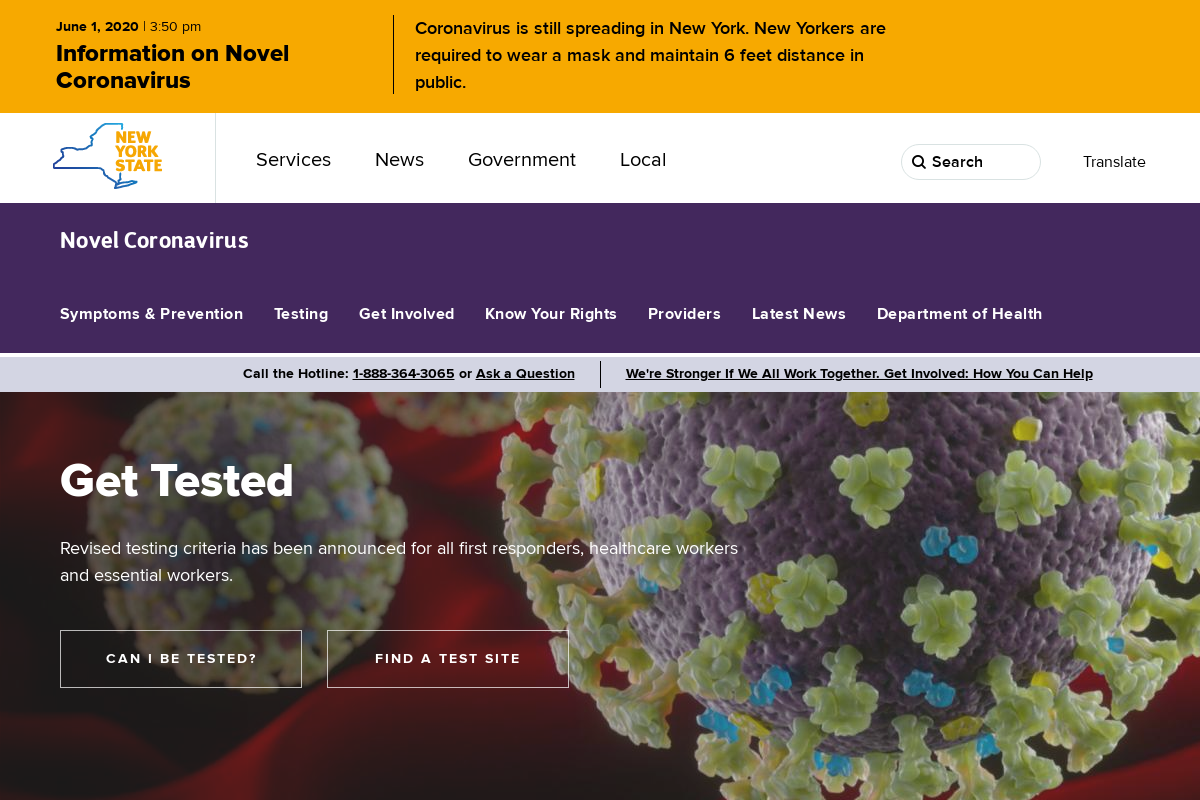 June 1, 2020 | 3:50 pm
Information on Novel
Coronavirus
Coronavirus is still spreading in New York. New Yorkers are
required to wear a mask and maintain 6 feet distance in
public.
NEW
YORK
STATE
Services News Government Local
Search
Translate
Novel Coronavirus
Symptoms & Prevention Testing Get Involved Know Your Rights Providers Latest News Department of Health
Call the Hotline: 1-888-364-3065 or Ask a Question
We're Stronger If We All Work Together. Get Involved: How You Can Help
Get Tested
Revised testing criteria has been announced for all first responders, healthcare workers
and essential workers.
CAN I BE TESTED?
FIND A TEST SITE